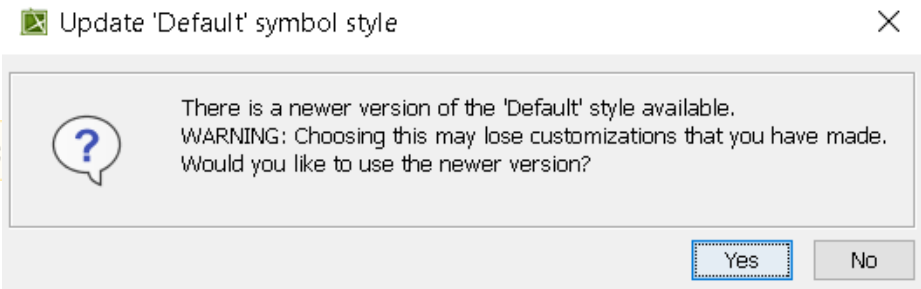 Update 'Default' symbol style
There is a newer version of the 'Default' style available.
WARNING: Choosing this may lose customizations that you have made.
Would you like to use the newer version?
Yes No